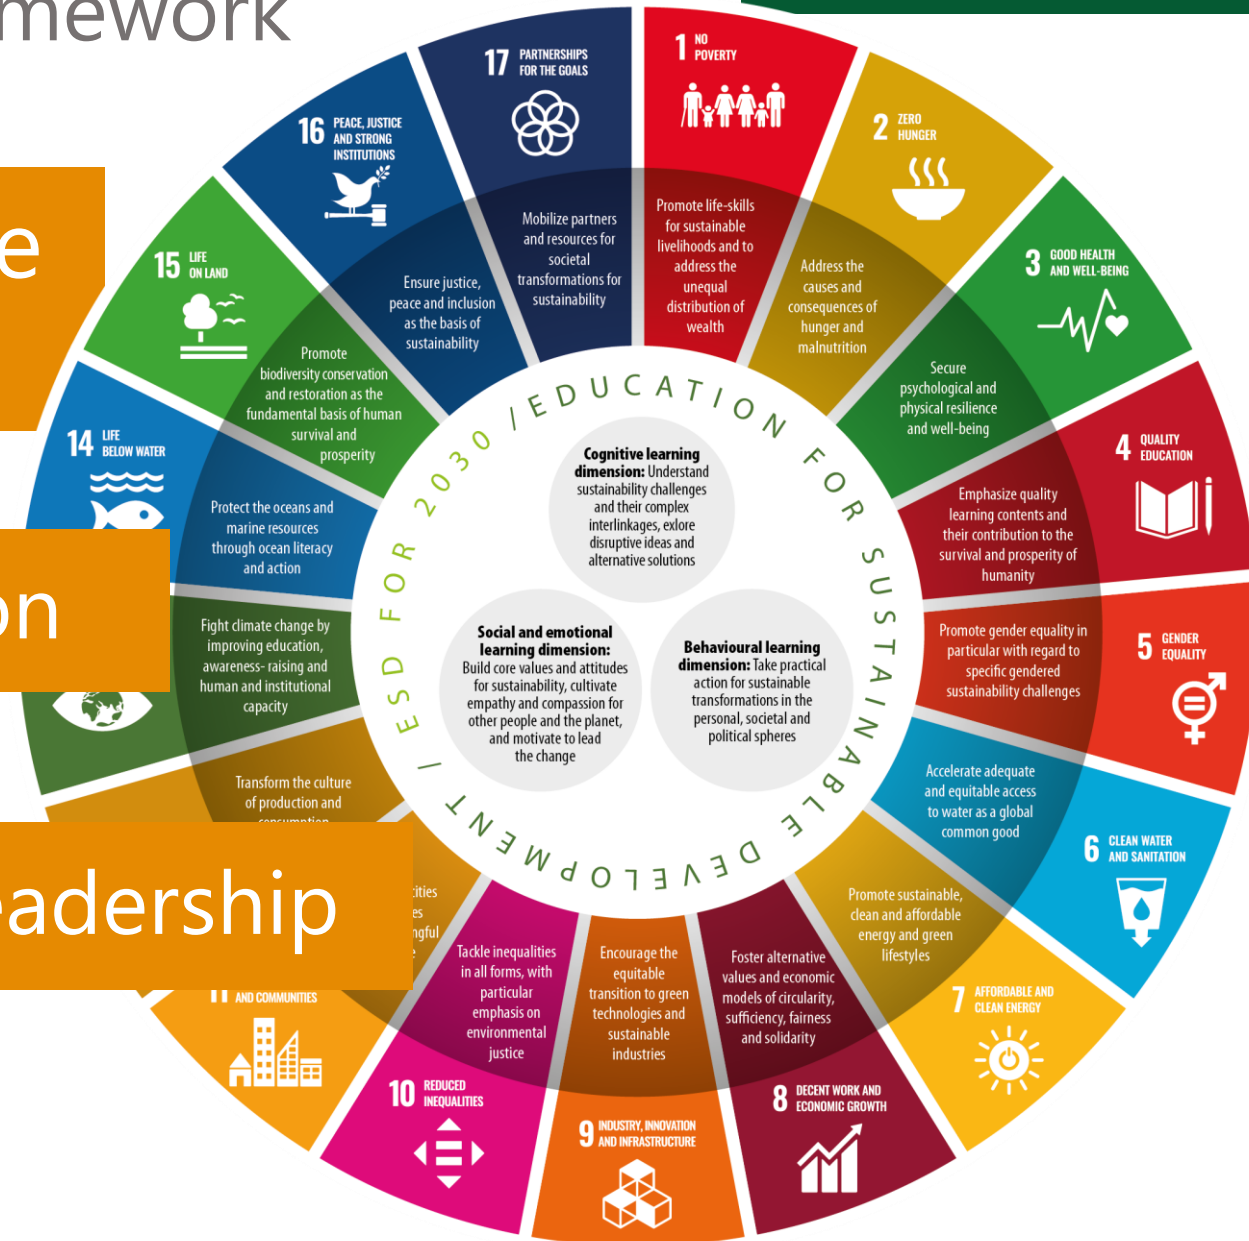 17 PARTNERSHIPS
FOR THE GOALS
Mobilize partners
and resources for
societal
transformations for
sustainability
1 NO
POVERTY
Promote life-skills
for sustainable
livelihoods and to
address the
unequal
distribution of
wealth
2 ZERO
HUNGER
Address the
causes and
consequences of
hunger and
malnutrition
3 GOOD HEALTH
AND WELL-BEING
Secure
psychological and
physical resilience
and well-being
4 QUALITY
EDUCATION
Emphasize quality
learning contents and
their contribution to the
survival and prosperity of
humanity
5 GENDER
EQUALITY
Promote gender equality in
particular with regard to
specific gendered
sustainability challenges
6 CLEAN WATER
AND SANITATION
Accelerate adequate
and equitable access
to water as a global
common good
7 AFFORDABLE AND
CLEAN ENERGY
Promote sustainable,
clean and affordable
energy and green
lifestyles
8 DECENT WORK AND
ECONOMIC GROWTH
Foster alternative
values and economic
models of circularity,
sufficiency, fairness
and solidarity
9 INDUSTRY, INNOVATION
AND INFRASTRUCTURE
Encourage the
equitable
transition to green
technologies and
sustainable
industries
10 REDUCED
INEQUALITIES
Tackle inequalities
in all forms, with
particular
emphasis on
environmental
justice
11
AND COMMUNITIES
Transform the culture
of production and
consumption
Fight climate change by
improving education,
awareness- raising and
human and institutional
capacity
14 LIFE
BELOW WATER
Protect the oceans and
marine resources
through ocean literacy
and action
15 LIFE
ON LAND
Promote
biodiversity conservation
and restoration as the
fundamental basis of human
survival and
prosperity
16 PEACE, JUSTICE
AND STRONG
INSTITUTIONS
Ensure justice,
peace and inclusion
as the basis of
sustainability
ESD FOR 2030 / EDUCATION FOR SUSTAINABLE DEVELOPMENT /
Cognitive learning
dimension: Understand
sustainability challenges
and their complex
interlinkages, exlore
disruptive ideas and
alternative solutions
Social and emotional
learning dimension:
Build core values and attitudes
for sustainability, cultivate
empathy and compassion for
other people and the planet,
and motivate to lead
the change
Behavioural learning
dimension: Take practical
action for sustainable
transformations in the
personal, societal and
political spheres